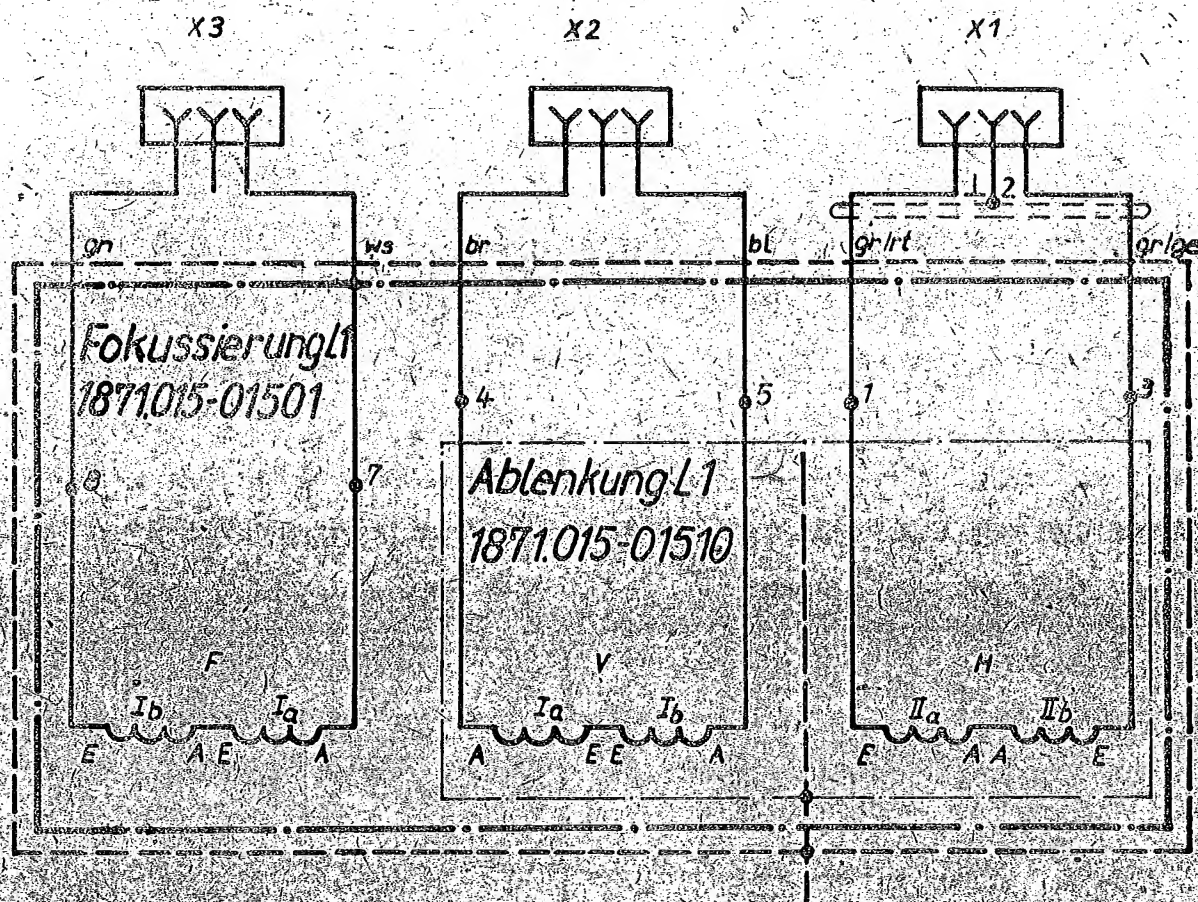 X3 X2 X1
2
gn ws br bl gr/rt gr/ge
Fokussierung L1
1871.015-01501
4 5 1 3
8 7
Ablenkung L1
1871.015-01510
F V H
Ib Ia Ia Ib IIa IIb
E A E A A E E A E A A E